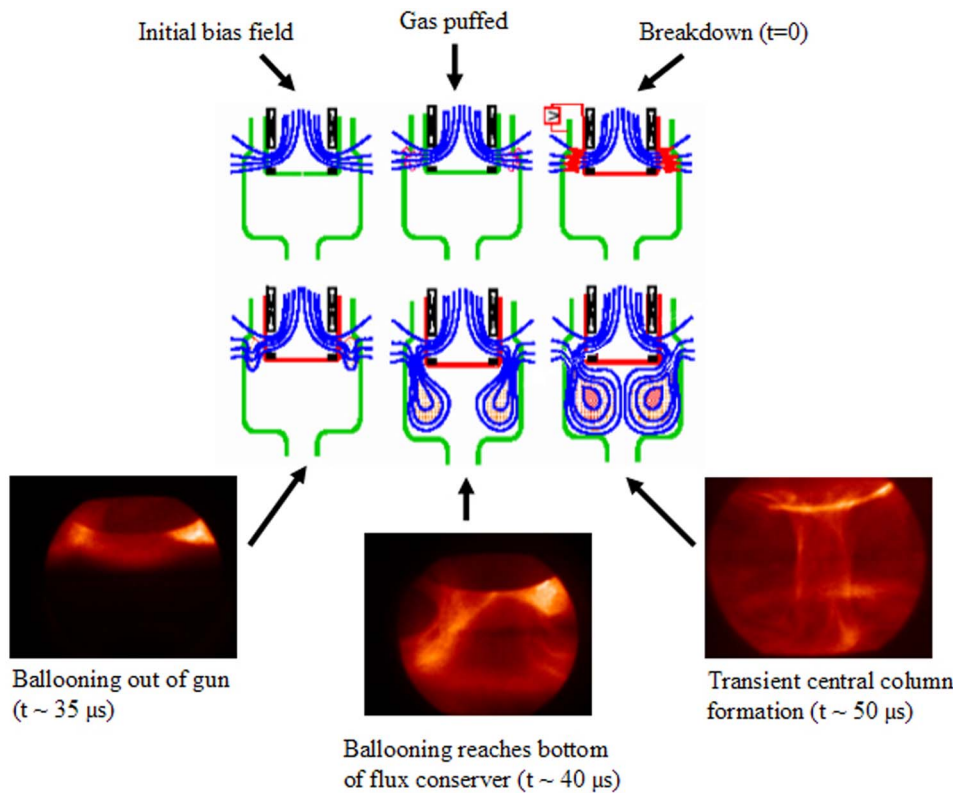 Initial bias field
Gas puffed
Breakdown (t=0)
V
Ballooning out of gun
(t ~ 35 µs)
Ballooning reaches bottom
of flux conserver (t ~ 40 µs)
Transient central column
formation (t ~ 50 µs)